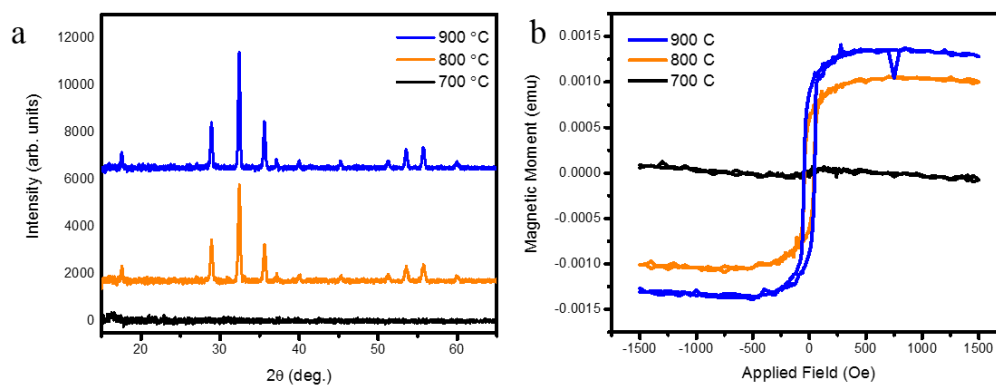 a
12000
10000
8000
6000
4000
2000
0
Intensity (arb. units)
900 °C
800 °C
700 °C
20
30
40
50
60
2θ (deg.)
b
0.0015
0.0010
0.0005
0.0000
-0.0005
-0.0010
-0.0015
Magnetic Moment (emu)
900 C
800 C
700 C
-1500
-1000
-500
0
500
1000
1500
Applied Field (Oe)